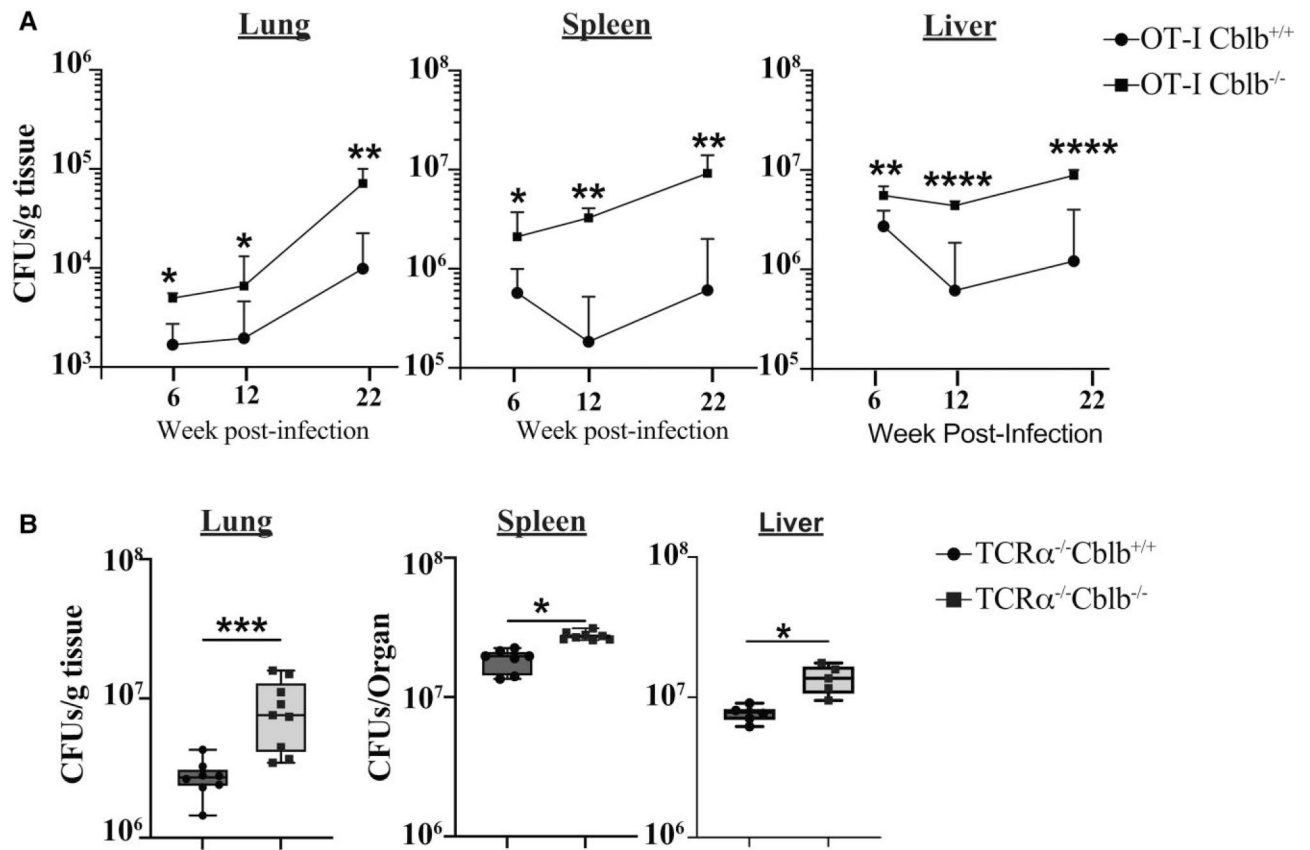 A
Lung
Spleen
Liver
OT-I Cblb+/+
OT-I Cblb-/-
CFUs/g tissue
10⁶
10⁵
10⁴
10³
*
*
**
6
12
22
Week post-infection
10⁸
10⁷
10⁶
10⁵
*
**
**
6
12
22
Week post-infection
10⁸
10⁷
10⁶
10⁵
**
****
****
6
12
22
Week Post-Infection
B
Lung
Spleen
Liver
TCRα-/-Cblb+/+
TCRα-/-Cblb-/-
CFUs/g tissue
10⁸
10⁷
10⁶
***
CFUs/Organ
10⁸
10⁷
10⁶
*
10⁸
10⁷
10⁶
*